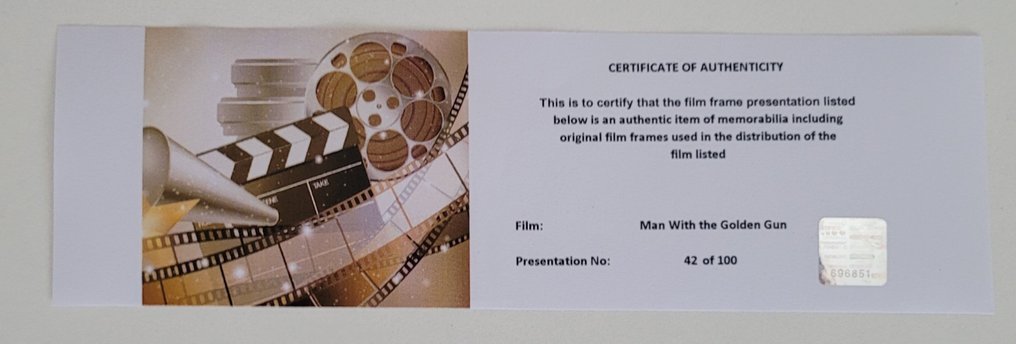 CERTIFICATE OF AUTHENTICITY
This is to certify that the film frame presentation listed
below is an authentic item of memorabilia including
original film frames used in the distribution of the
film listed
TAKE
Film: Man With the Golden Gun
Presentation No: 42 of 100
696851